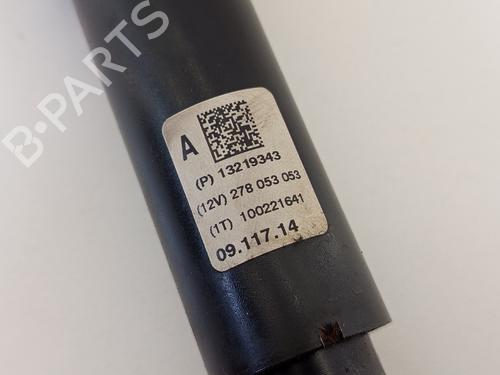 B-PARTS
A
(P) 13219343
(12V) 278 053 053
(1T) 100221641
09.117.14